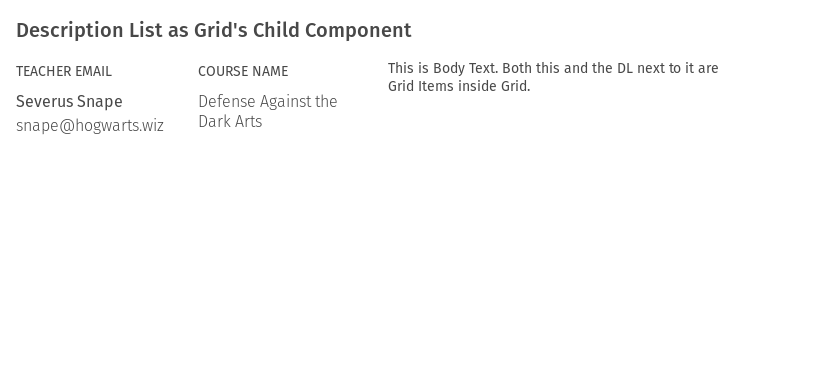 Description List as Grid's Child Component
TEACHER EMAIL
Severus Snape
snape@hogwarts.wiz
COURSE NAME
Defense Against the
Dark Arts
This is Body Text. Both this and the DL next to it are
Grid Items inside Grid.